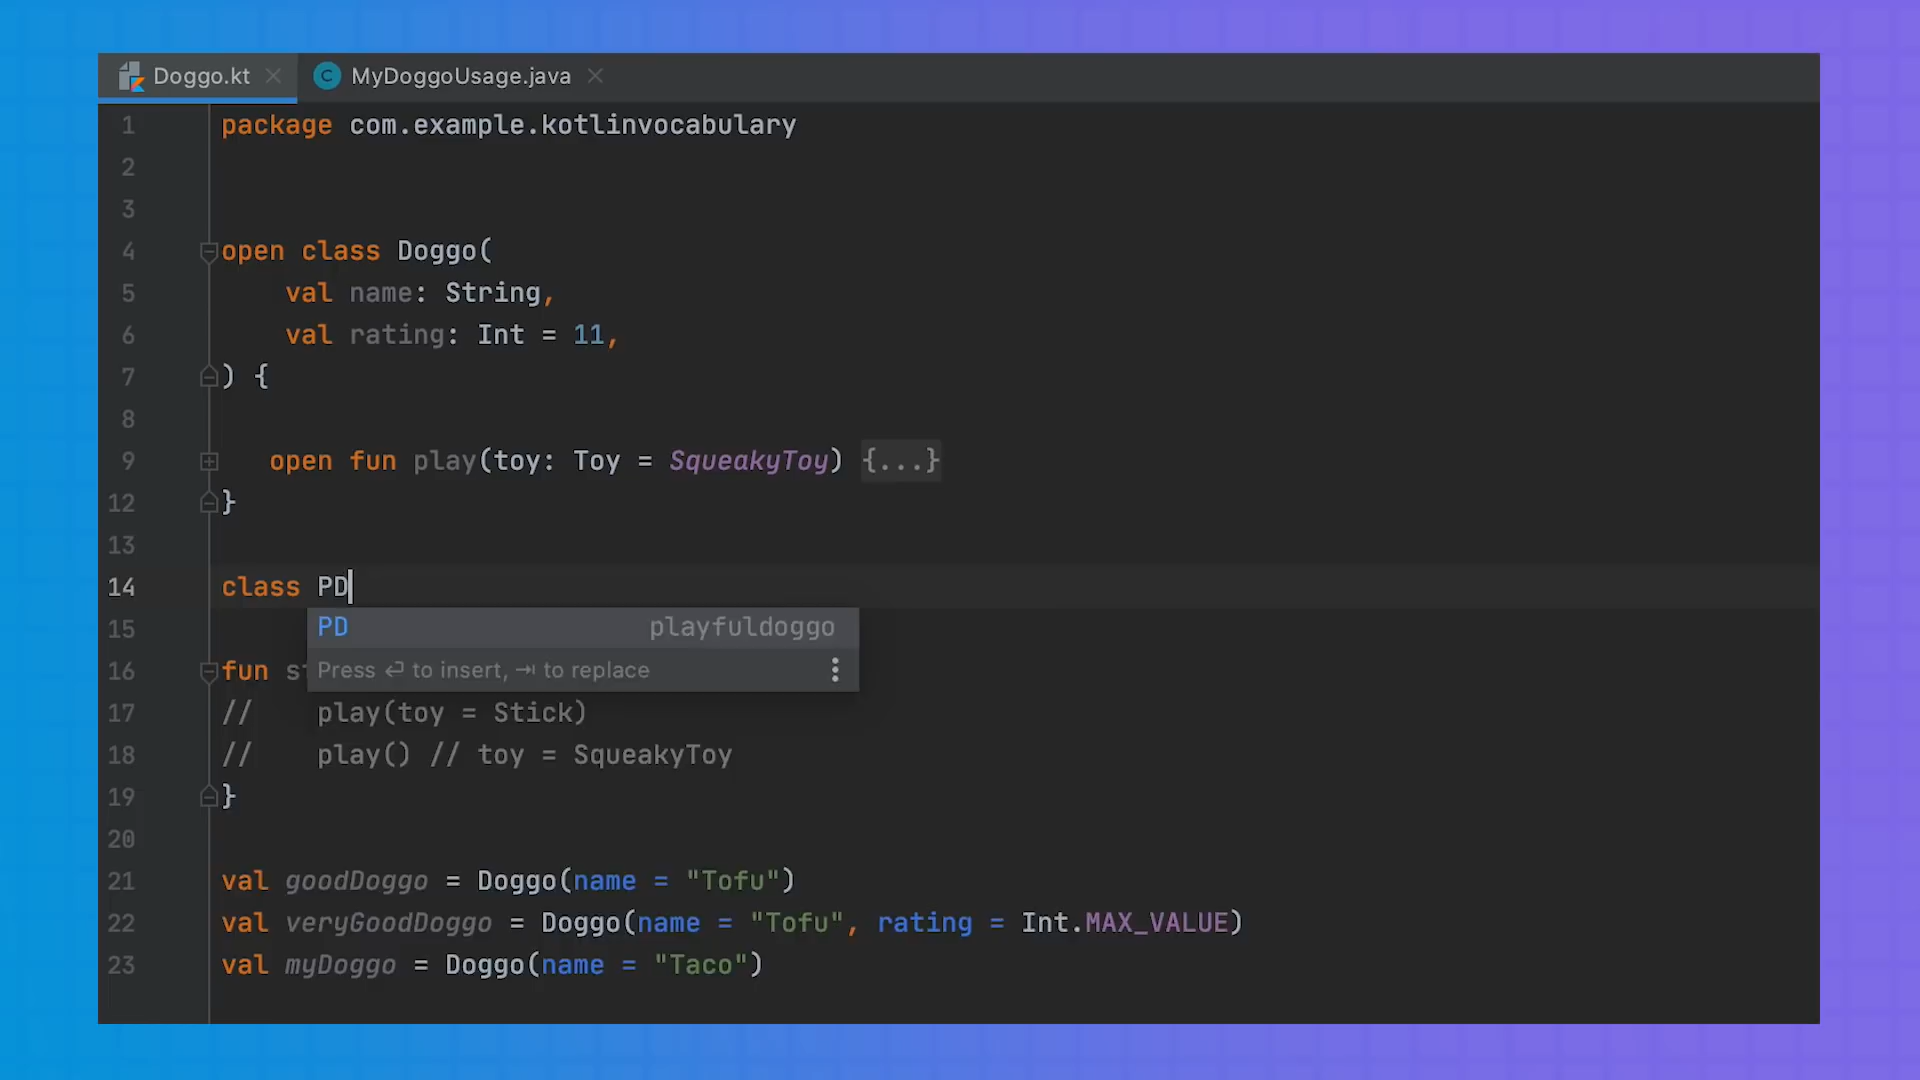 Doggo.kt
MyDoggoUsage.java
1 package com.example.kotlinvocabulary
2
3
4 open class Doggo(
5 val name: String,
6 val rating: Int = 11,
7 ) {
8
9 open fun play(toy: Toy = SqueakyToy) {...}
12 }
13
14 class PD
15 PD playfuldoggo
16 fun Press ⏎ to insert, ⇥ to replace
17 // play(toy = Stick)
18 // play() // toy = SqueakyToy
19 }
20
21 val goodDoggo = Doggo(name = "Tofu")
22 val veryGoodDoggo = Doggo(name = "Tofu", rating = Int.MAX_VALUE)
23 val myDoggo = Doggo(name = "Taco")